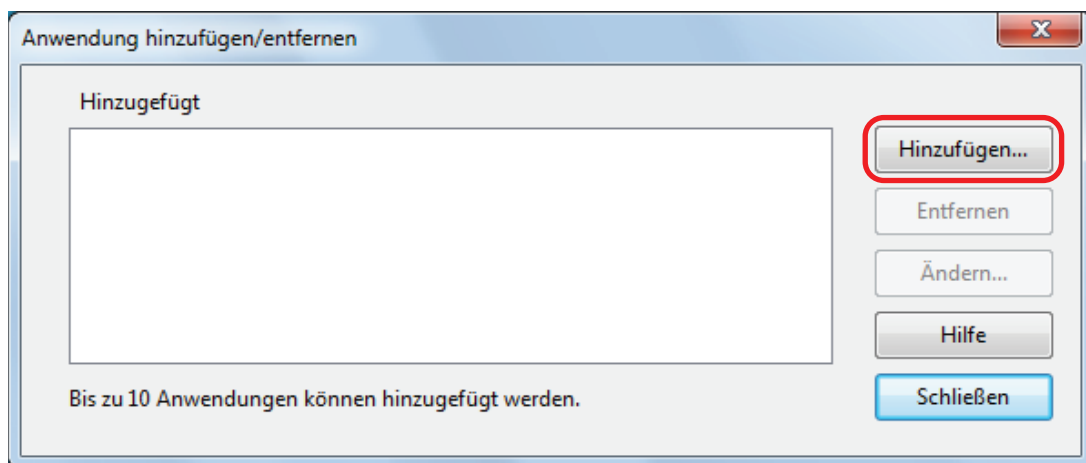 Anwendung hinzufügen/entfernen
Hinzugefügt
Hinzufügen...
Entfernen
Ändern...
Hilfe
Bis zu 10 Anwendungen können hinzugefügt werden.
Schließen